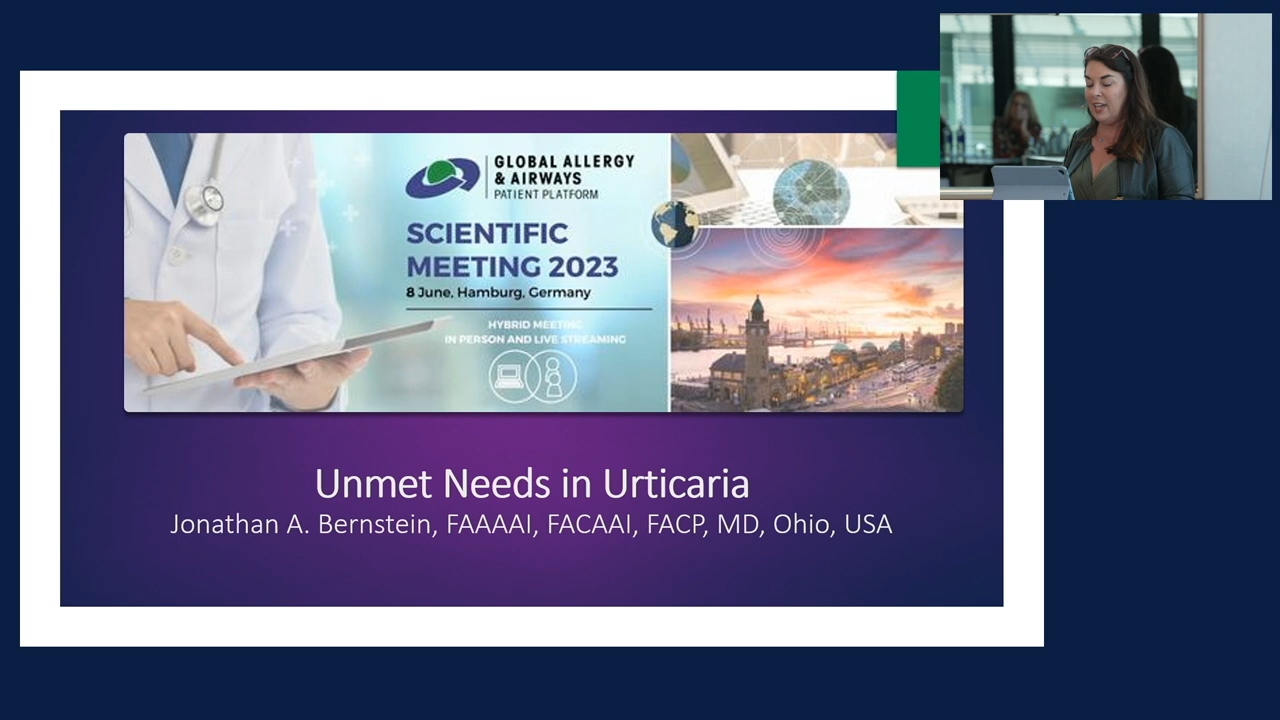 GLOBAL ALLERGY
& AIRWAYS
PATIENT PLATFORM
SCIENTIFIC
MEETING 2023
8 June, Hamburg, Germany
HYBRID MEETING
IN PERSON AND LIVE STREAMING
Unmet Needs in Urticaria
Jonathan A. Bernstein, FAAAAI, FACAAI, FACP, MD, Ohio, USA